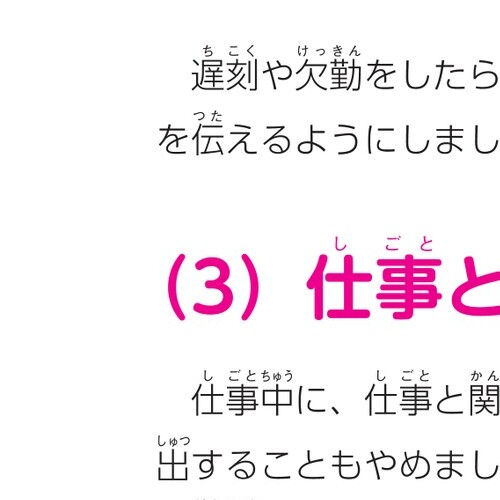 ちこく けっきん
遅刻や欠勤をしたら
つた
を伝えるようにしまし
しごと
(3) 仕事と
しごとちゅう しごと かん
仕事中に、仕事と関
しゅつ
出することもやめまし